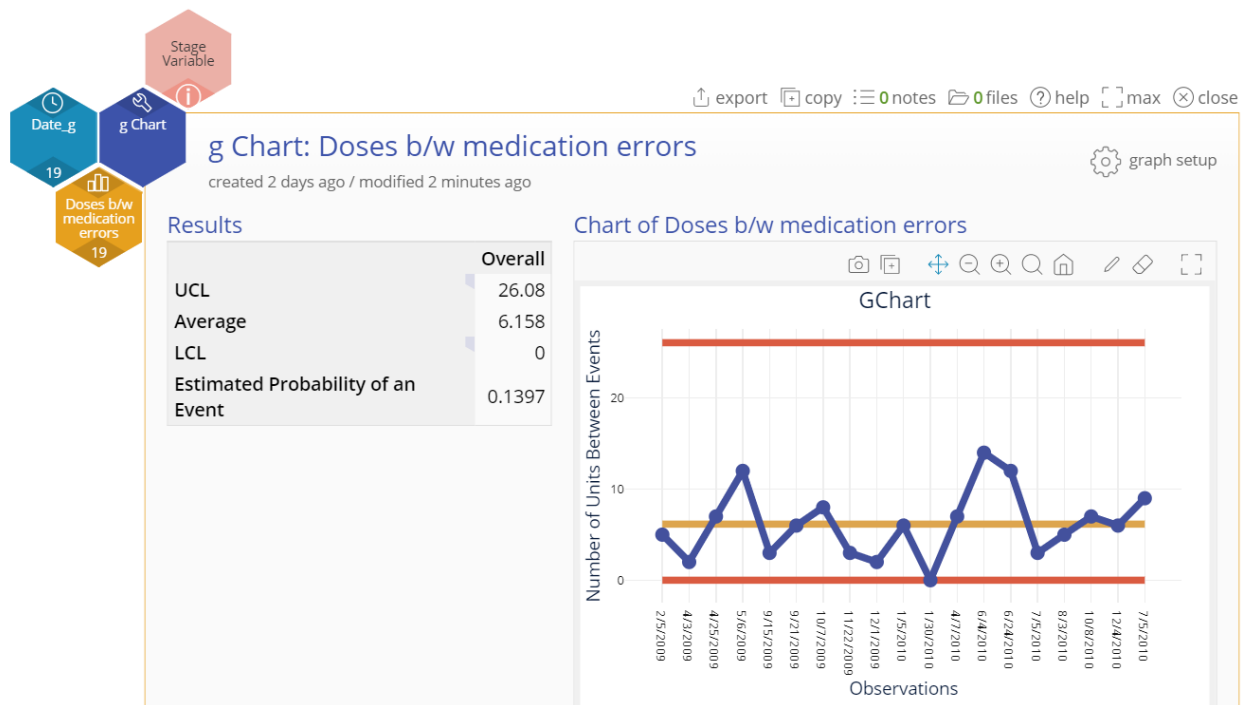 Stage
Variable
Date_g
19
g Chart
Doses b/w
medication
errors
19
export copy 0 notes 0 files help max close
g Chart: Doses b/w medication errors
created 2 days ago / modified 2 minutes ago
graph setup
Results
Overall
UCL 26.08
Average 6.158
LCL 0
Estimated Probability of an
Event 0.1397
Chart of Doses b/w medication errors
GChart
Number of Units Between Events
20
10
0
2/5/2009
4/3/2009
4/25/2009
5/6/2009
9/15/2009
9/21/2009
10/7/2009
11/22/2009
12/1/2009
1/5/2010
1/30/2010
4/7/2010
6/4/2010
6/24/2010
7/5/2010
8/3/2010
10/8/2010
12/4/2010
7/5/2010
Observations